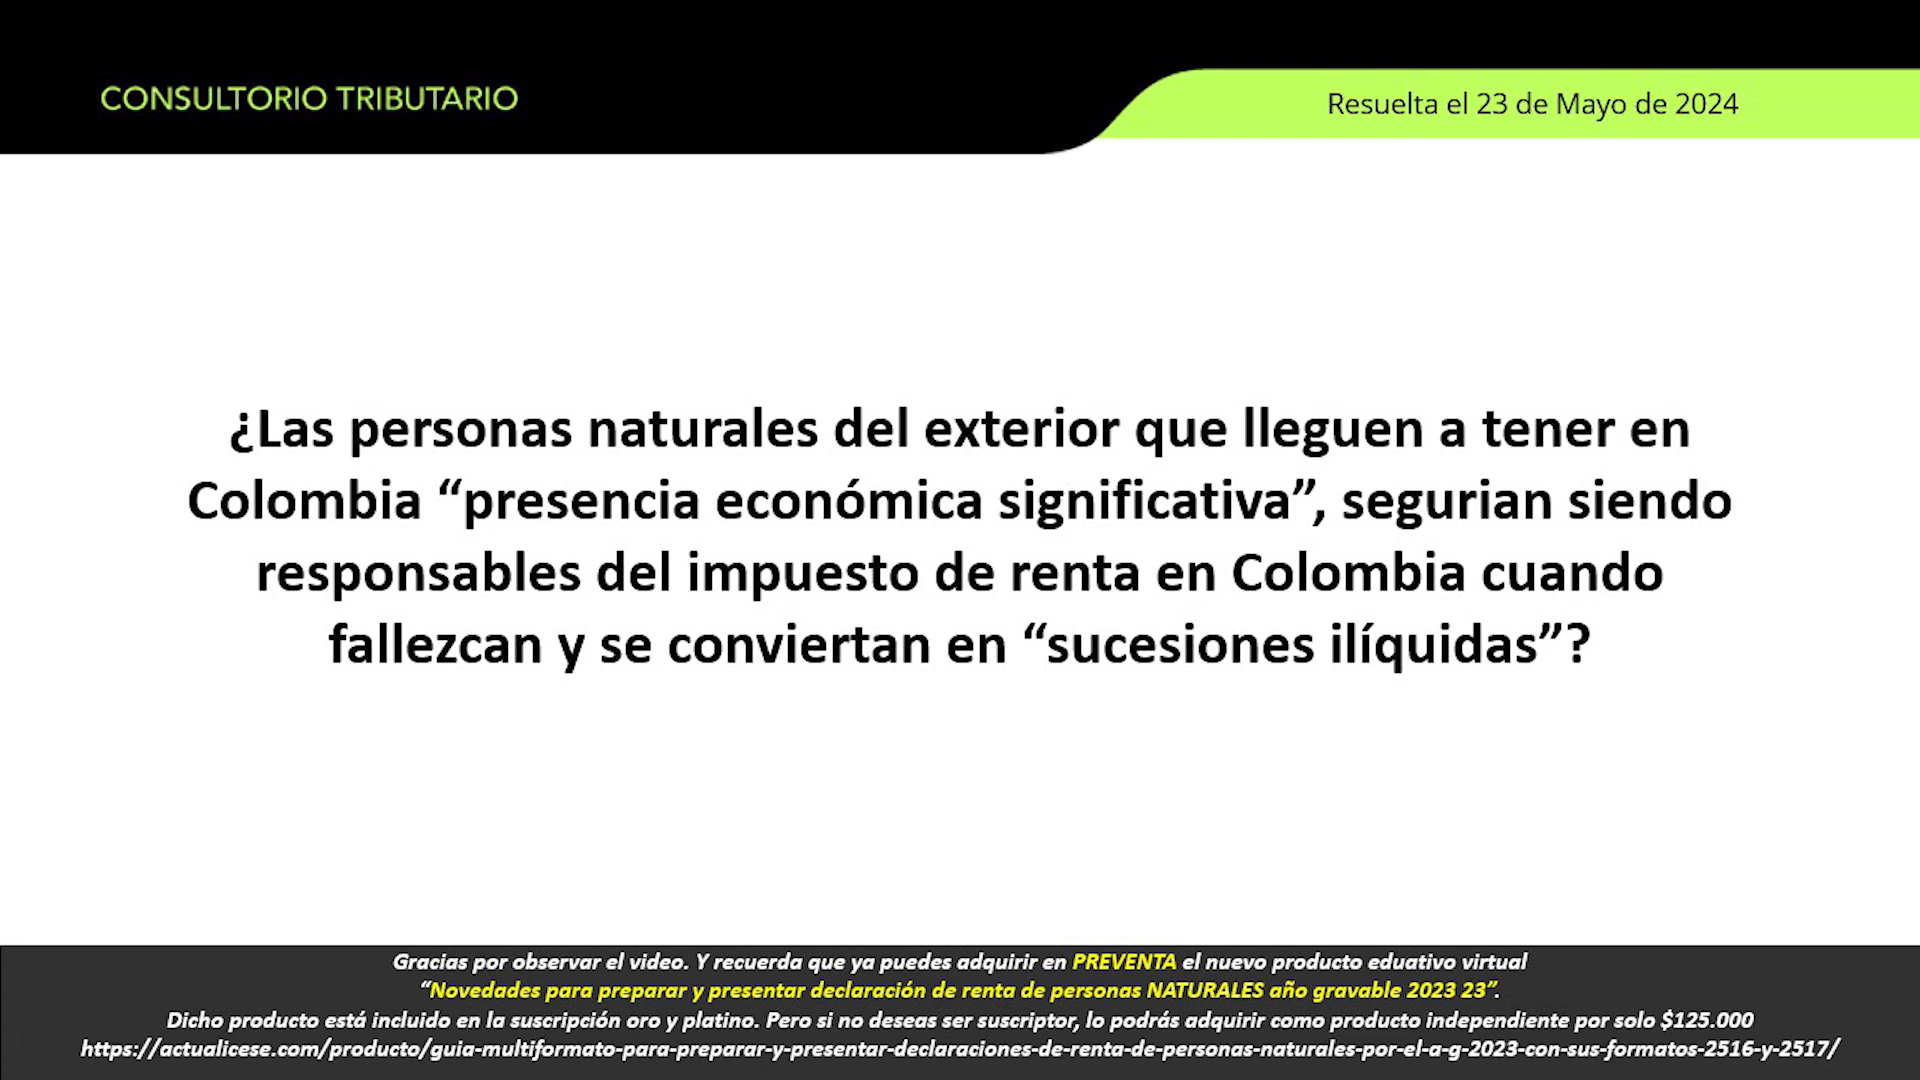 CONSULTORIO TRIBUTARIO
Resuelta el 23 de Mayo de 2024
¿Las personas naturales del exterior que lleguen a tener en
Colombia “presencia económica significativa”, segurian siendo
responsables del impuesto de renta en Colombia cuando
fallezcan y se conviertan en “sucesiones ilíquidas”?
Gracias por observar el video. Y recuerda que ya puedes adquirir en PREVENTA el nuevo producto eduativo virtual
“Novedades para preparar y presentar declaración de renta de personas NATURALES año gravable 2023 23”.
Dicho producto está incluido en la suscripción oro y platino. Pero si no deseas ser suscriptor, lo podrás adquirir como producto independiente por solo $125.000
https://actualicese.com/producto/guia-multiformato-para-preparar-y-presentar-declaraciones-de-renta-de-personas-naturales-por-el-a-g-2023-con-sus-formatos-2516-y-2517/